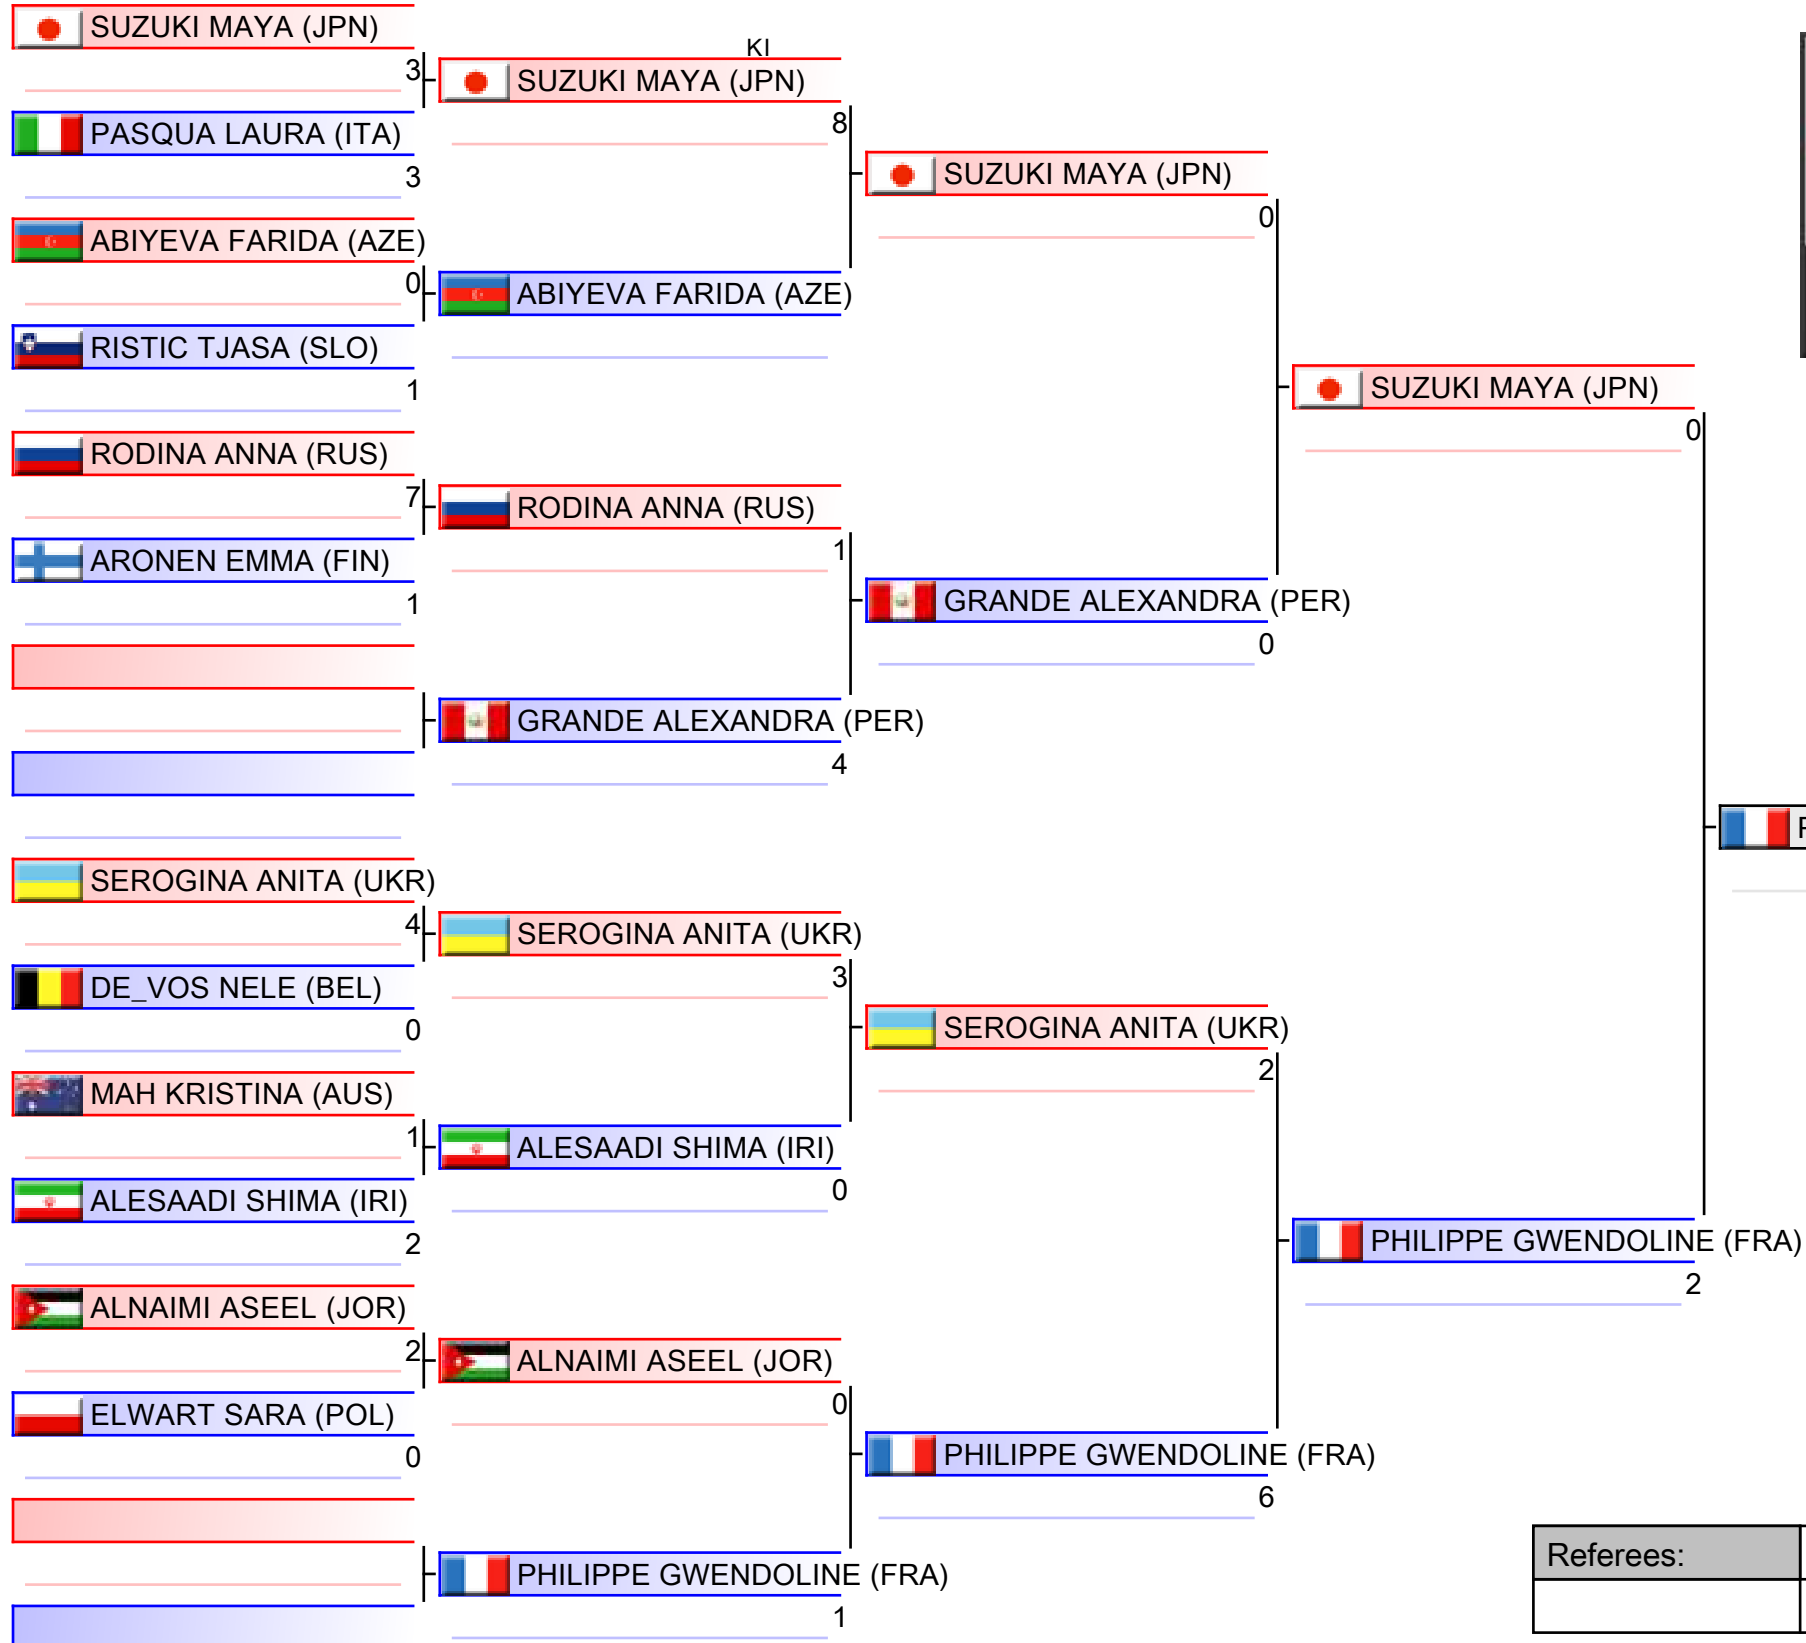 SUZUKI MAYA (JPN)
3
PASQUA LAURA (ITA)
3
ABIYEVA FARIDA (AZE)
0
RISTIC TJASA (SLO)
1
RODINA ANNA (RUS)
7
ARONEN EMMA (FIN)
1
SEROGINA ANITA (UKR)
4
DE_VOS NELE (BEL)
0
MAH KRISTINA (AUS)
1
ALESAADI SHIMA (IRI)
2
ALNAIMI ASEEL (JOR)
2
ELWART SARA (POL)
0
KI
SUZUKI MAYA (JPN)
8
ABIYEVA FARIDA (AZE)
RODINA ANNA (RUS)
1
GRANDE ALEXANDRA (PER)
4
SEROGINA ANITA (UKR)
3
ALESAADI SHIMA (IRI)
0
ALNAIMI ASEEL (JOR)
0
PHILIPPE GWENDOLINE (FRA)
1
SUZUKI MAYA (JPN)
0
GRANDE ALEXANDRA (PER)
0
SEROGINA ANITA (UKR)
2
PHILIPPE GWENDOLINE (FRA)
6
SUZUKI MAYA (JPN)
0
PHILIPPE GWENDOLINE (FRA)
2
Referees: